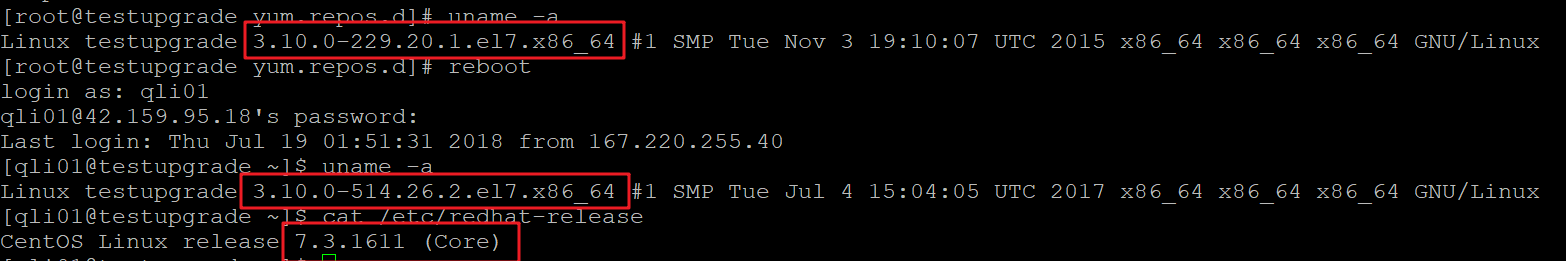 [root@testupgrade yum.repos.d]# uname -a
Linux testupgrade 3.10.0-229.20.1.el7.x86_64 #1 SMP Tue Nov 3 19:10:07 UTC 2015 x86_64 x86_64 x86_64 GNU/Linux
[root@testupgrade yum.repos.d]# reboot
login as: qli01
qli01@42.159.95.18's password:
Last login: Thu Jul 19 01:51:31 2018 from 167.220.255.40
[qli01@testupgrade ~]$ uname -a
Linux testupgrade 3.10.0-514.26.2.el7.x86_64 #1 SMP Tue Jul 4 15:04:05 UTC 2017 x86_64 x86_64 x86_64 GNU/Linux
[qli01@testupgrade ~]$ cat /etc/redhat-release
CentOS Linux release 7.3.1611 (Core)